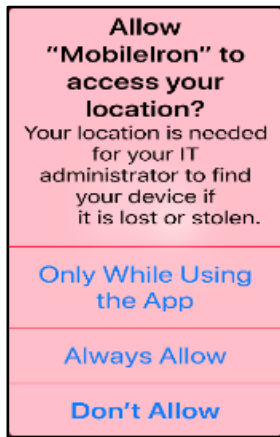 Allow
“MobileIron” to
access your
location?
Your location is needed
for your IT
administrator to find
your device if
it is lost or stolen.
Only While Using
the App
Always Allow
Don’t Allow